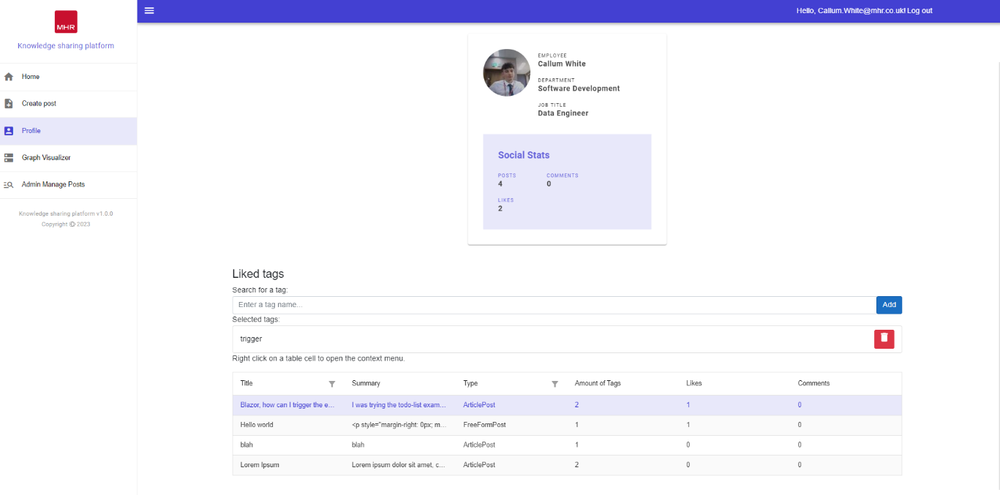 MHR
Knowledge sharing platform
Home
Create post
Profile
Graph Visualizer
Admin Manage Posts
Knowledge sharing platform v1.0.0
Copyright © 2023
Hello, Callum.White@mhr.co.uk! Log out
EMPLOYEE
Callum White
DEPARTMENT
Software Development
JOB TITLE
Data Engineer
Social Stats
POSTS COMMENTS
4 0
LIKES
2
Liked tags
Search for a tag:
Enter a tag name... Add
Selected tags:
trigger
Right click on a table cell to open the context menu.
Title Summary Type Amount of Tags Likes Comments
Blazor, how can I trigger the e... I was trying the todo-list exam... ArticlePost 2 1 0
Hello world <p style="margin-right: 0px; m... FreeFormPost 1 1 0
blah blah ArticlePost 1 0 0
Lorem Ipsum Lorem ipsum dolor sit amet, c... ArticlePost 2 0 0